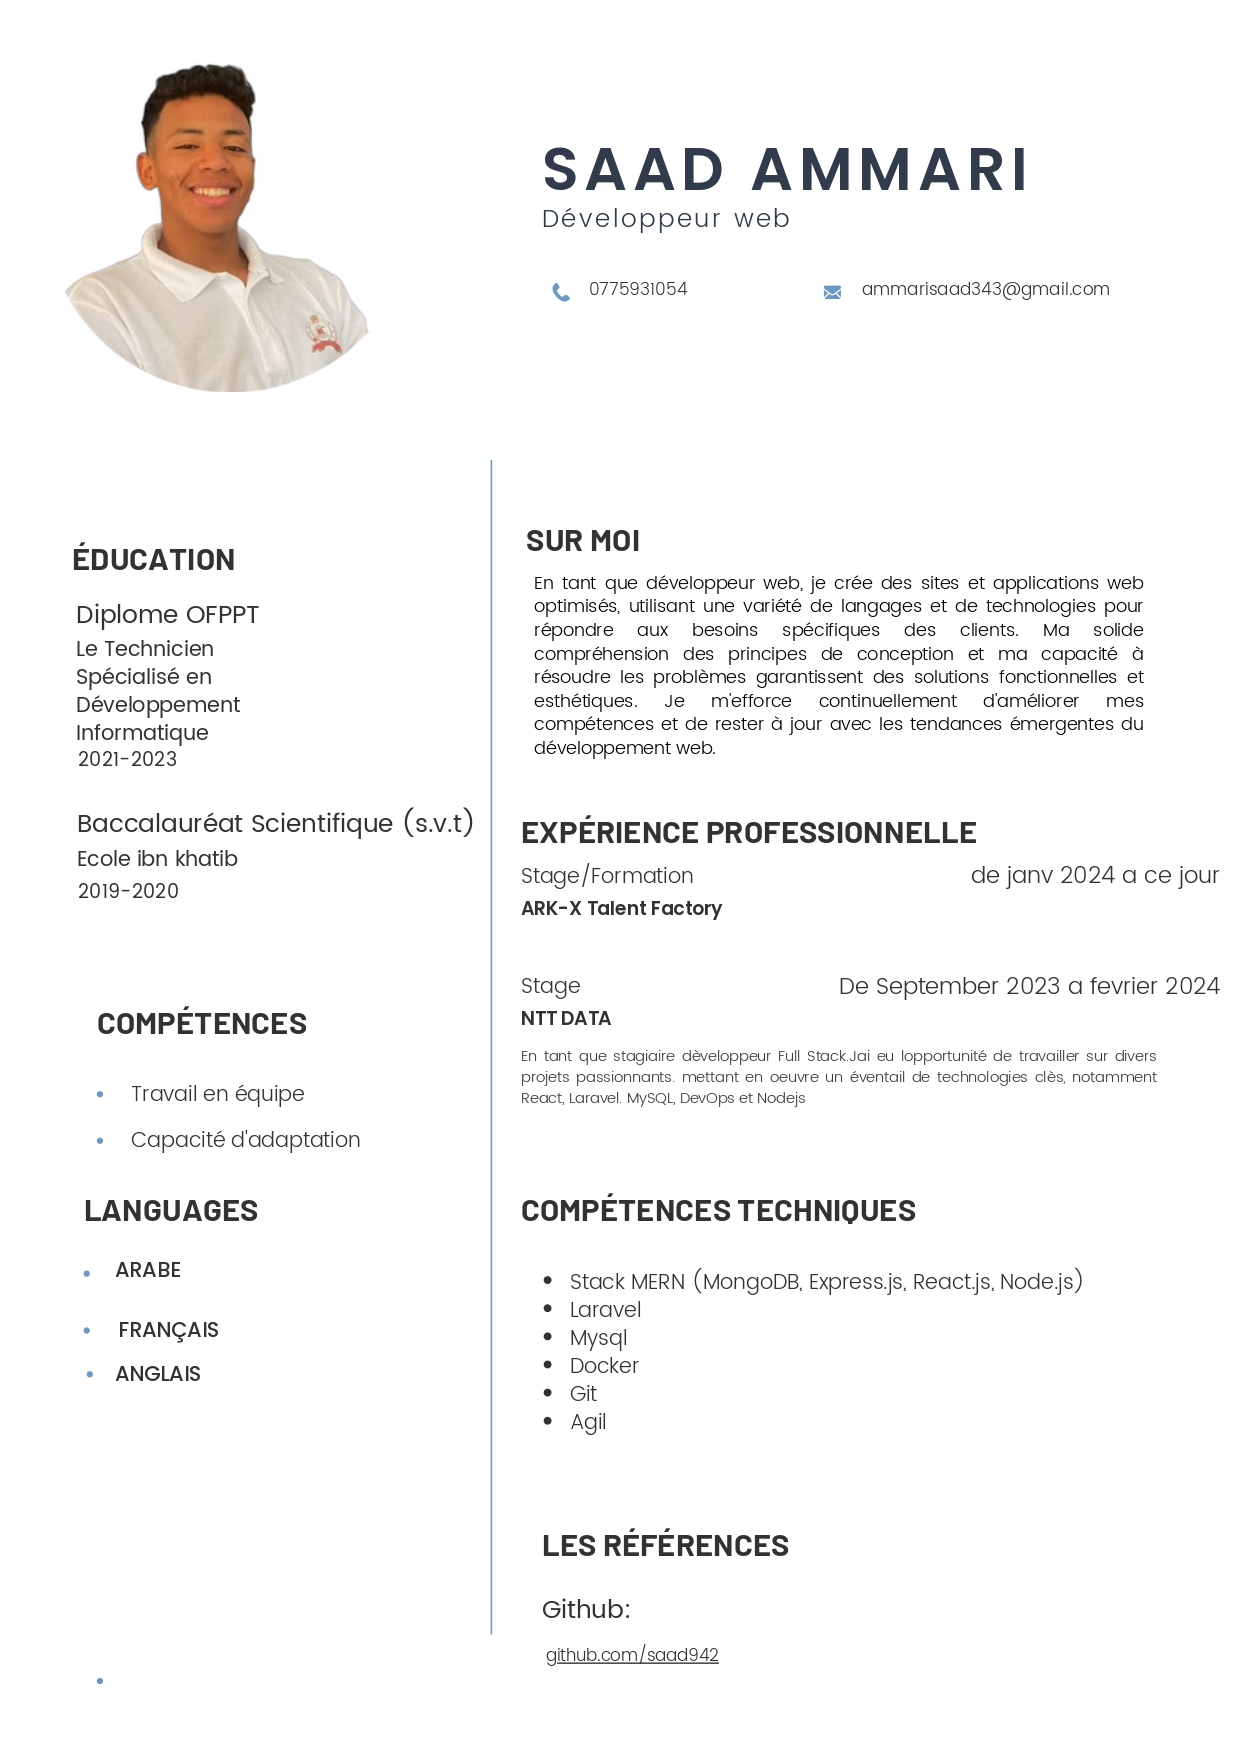 SAAD AMMARI
Développeur web
0775931054
ammarisaad343@gmail.com
ÉDUCATION
Diplome OFPPT
Le Technicien
Spécialisé en
Développement
Informatique
2021-2023
Baccalauréat Scientifique (s.v.t)
Ecole ibn khatib
2019-2020
COMPÉTENCES
Travail en équipe
Capacité d'adaptation
LANGUAGES
ARABE
FRANÇAIS
ANGLAIS
SUR MOI
En tant que développeur web, je crée des sites et applications web
optimisés, utilisant une variété de langages et de technologies pour
répondre aux besoins spécifiques des clients. Ma solide
compréhension des principes de conception et ma capacité à
résoudre les problèmes garantissent des solutions fonctionnelles et
esthétiques. Je m'efforce continuellement d'améliorer mes
compétences et de rester à jour avec les tendances émergentes du
développement web.
EXPÉRIENCE PROFESSIONNELLE
Stage/Formation de janv 2024 a ce jour
ARK-X Talent Factory
Stage De September 2023 a fevrier 2024
NTT DATA
En tant que stagiaire dèveloppeur Full Stack.Jai eu lopportunité de travailler sur divers
projets passionnants. mettant en oeuvre un éventail de technologies clès, notamment
React, Laravel. MySQL, DevOps et Nodejs
COMPÉTENCES TECHNIQUES
Stack MERN (MongoDB, Express.js, React.js, Node.js)
Laravel
Mysql
Docker
Git
Agil
LES RÉFÉRENCES
Github:
github.com/saad942